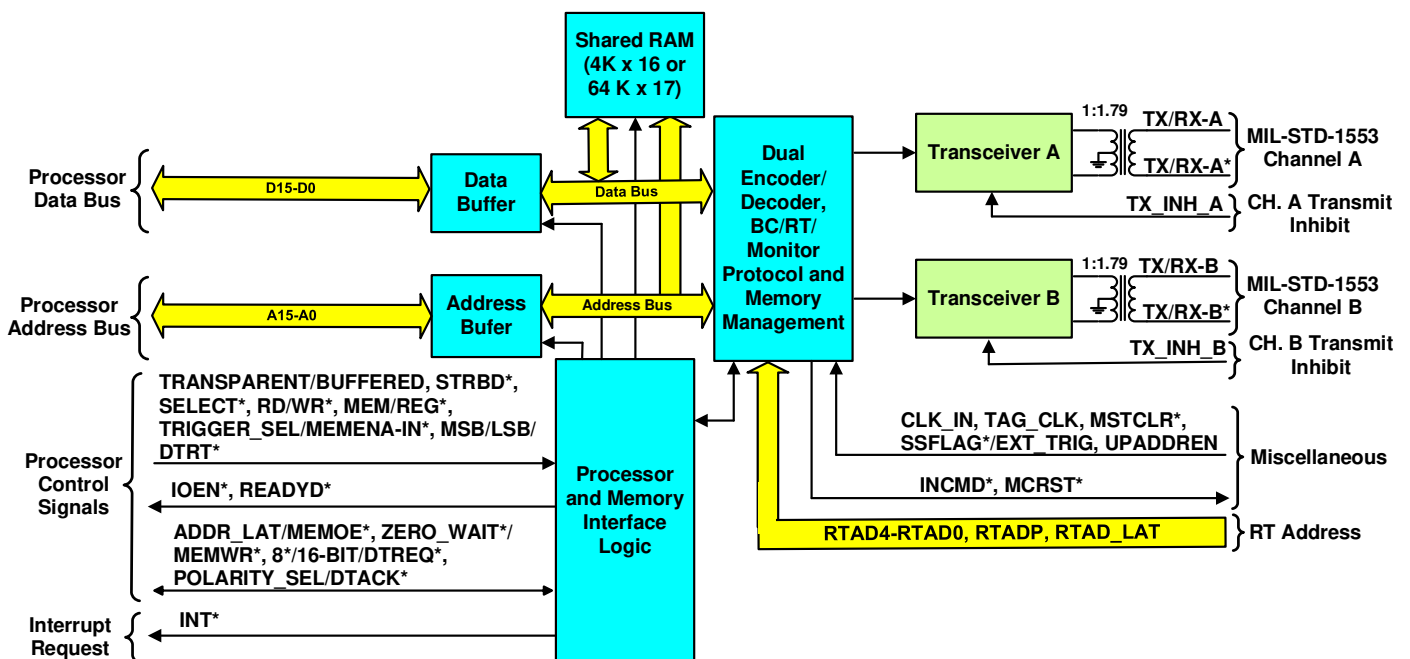 Shared RAM
(4K x 16 or
64 K x 17)
Processor
Data Bus
D15-D0
Data
Buffer
Data Bus
Processor
Address Bus
A15-A0
Address
Bufer
Address Bus
Dual
Encoder/
Decoder,
BC/RT/
Monitor
Protocol and
Memory
Management
Transceiver A
1:1.79
TX/RX-A
TX/RX-A*
MIL-STD-1553
Channel A
TX_INH_A
CH. A Transmit
Inhibit
Transceiver B
1:1.79
TX/RX-B
TX/RX-B*
MIL-STD-1553
Channel B
TX_INH_B
CH. B Transmit
Inhibit
Processor
Control
Signals
TRANSPARENT/BUFFERED, STRBD*,
SELECT*, RD/WR*, MEM/REG*,
TRIGGER_SEL/MEMENA-IN*, MSB/LSB/
DTRT*
IOEN*, READYD*
ADDR_LAT/MEMOE*, ZERO_WAIT*/
MEMWR*, 8*/16-BIT/DTREQ*,
POLARITY_SEL/DTACK*
Interrupt
Request
INT*
Processor
and Memory
Interface
Logic
CLK_IN, TAG_CLK, MSTCLR*,
SSFLAG*/EXT_TRIG, UPADDREN
INCMD*, MCRST*
Miscellaneous
RTAD4-RTAD0, RTADP, RTAD_LAT
RT Address